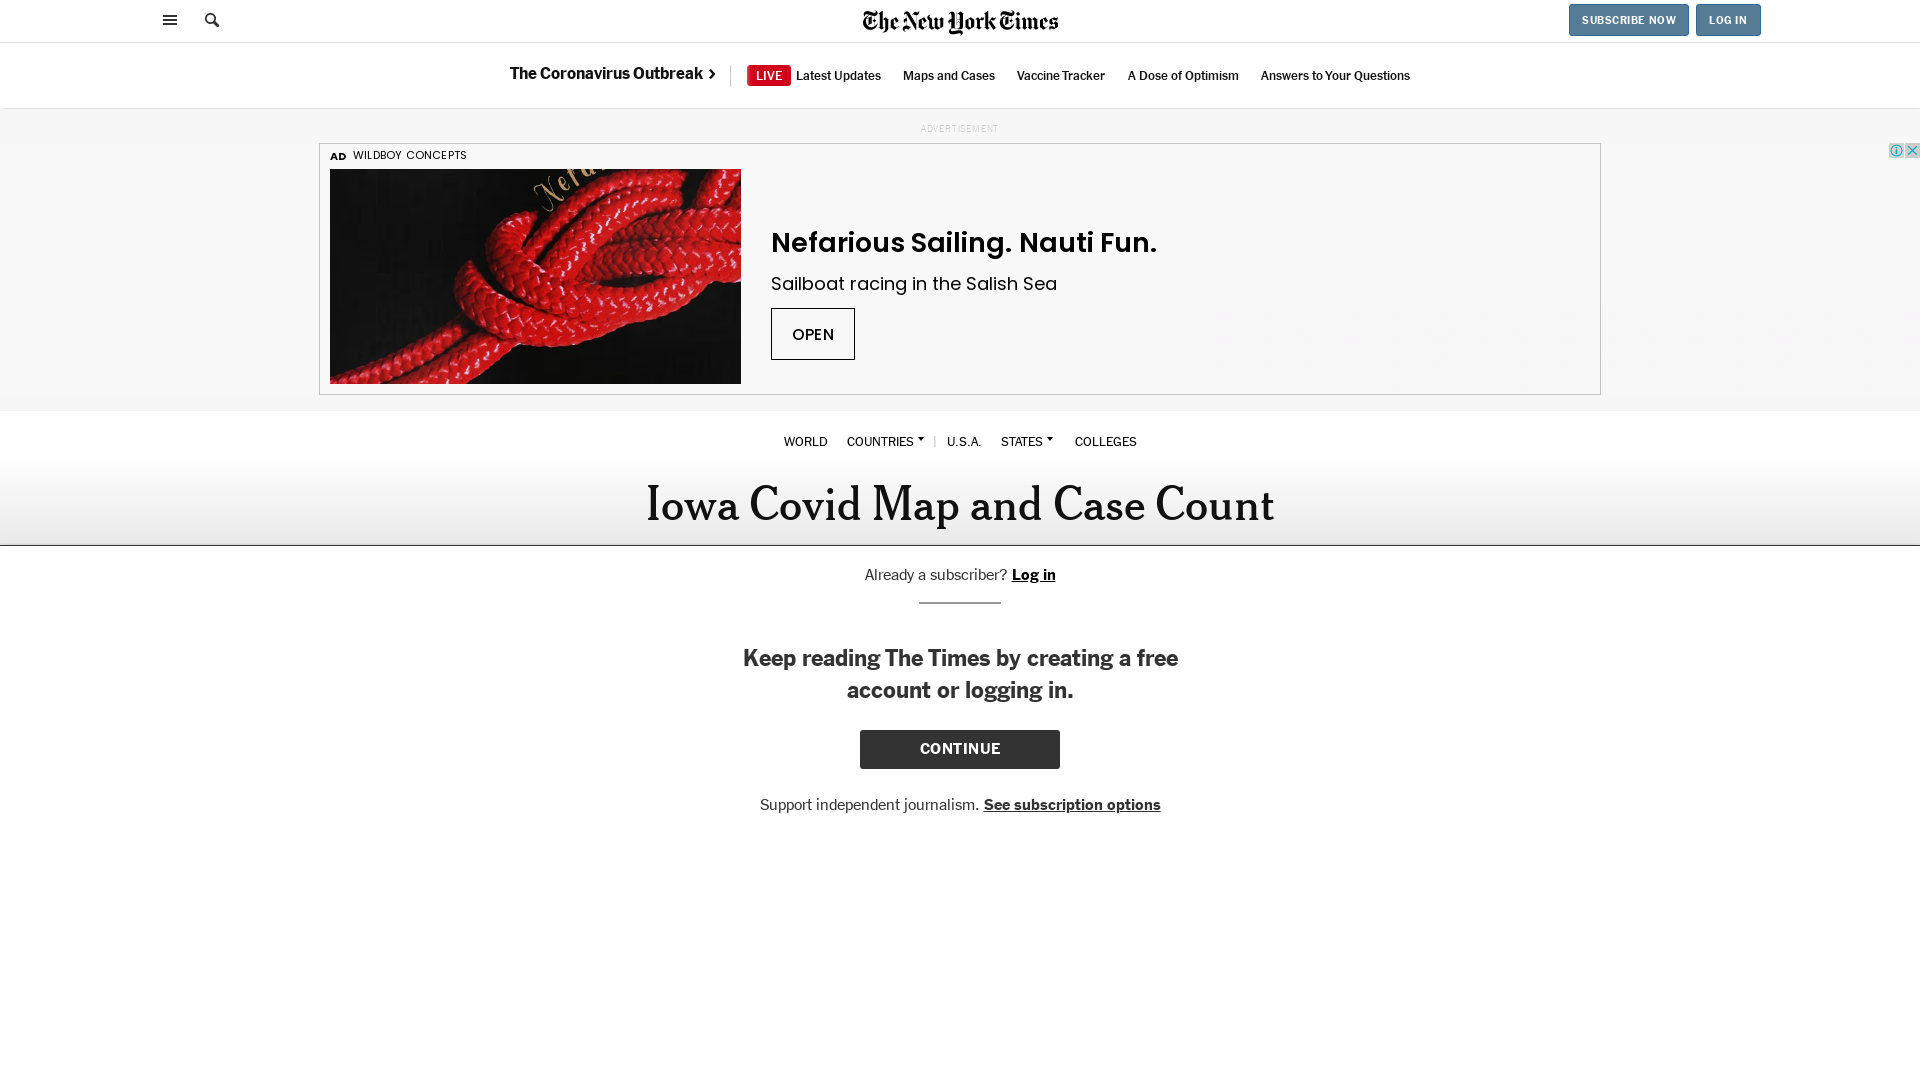 The New York Times
SUBSCRIBE NOW
LOG IN
The Coronavirus Outbreak
LIVE Latest Updates
Maps and Cases
Vaccine Tracker
A Dose of Optimism
Answers to Your Questions
ADVERTISEMENT
AD WILDBOY CONCEPTS
Nefarious Sailing. Nauti Fun.
Sailboat racing in the Salish Sea
OPEN
WORLD
COUNTRIES
U.S.A.
STATES
COLLEGES
Iowa Covid Map and Case Count
Already a subscriber? Log in
Keep reading The Times by creating a free
account or logging in.
CONTINUE
Support independent journalism. See subscription options